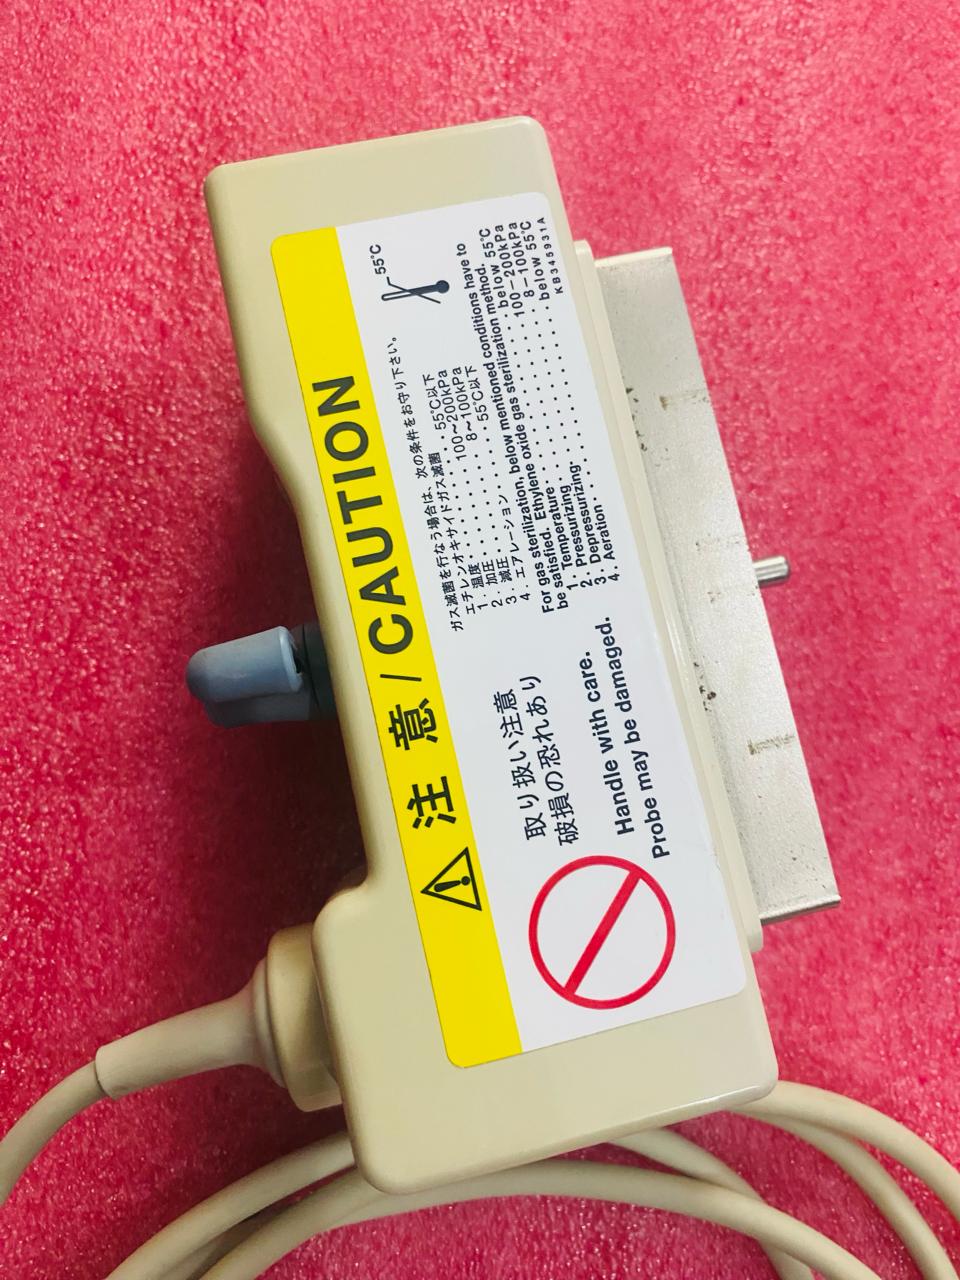 注意/CAUTION
55℃
ガス滅菌を行なう場合は、次の条件をお守り下さい。
エチレンオキサイドガス滅菌
1. 温度 . . . . . . . . . . 55℃以下
2. 加圧 . . . . . . . . . . 100~200kPa
3. 減圧 . . . . . . . . . . 8~100kPa
4. エアレーション . . . . . 55℃以下
For gas sterilization, below mentioned conditions have to
be satisfied. Ethylene oxide gas sterilization method.
1. Temperature . . . . . . . . . . below 55℃
2. Pressurizing . . . . . . . . . . 100-200kPa
3. Depressurizing . . . . . . . . . . 8-100kPa
4. Aeration . . . . . . . . . . below 55℃
KB345931A
取り扱い注意
破損の恐れあり
Handle with care.
Probe may be damaged.